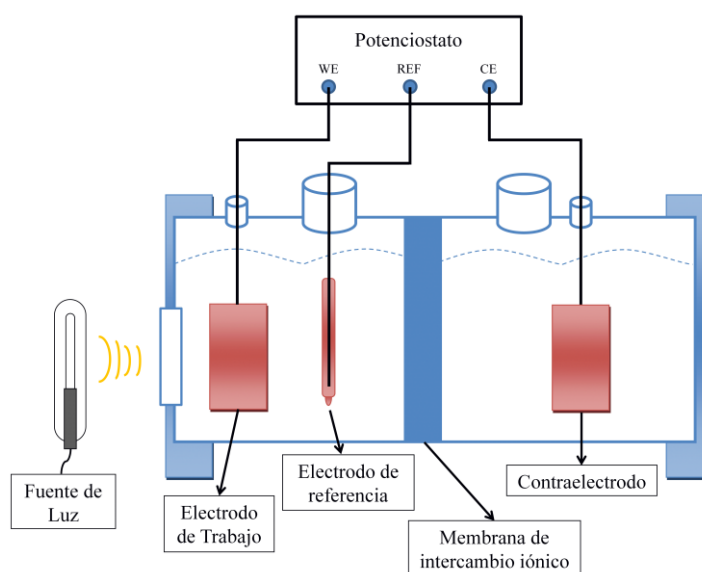 Potenciostato
WE
REF
CE
Fuente de
Luz
Electrodo
de Trabajo
Electrodo de
referencia
Membrana de
intercambio iónico
Contraelectrodo